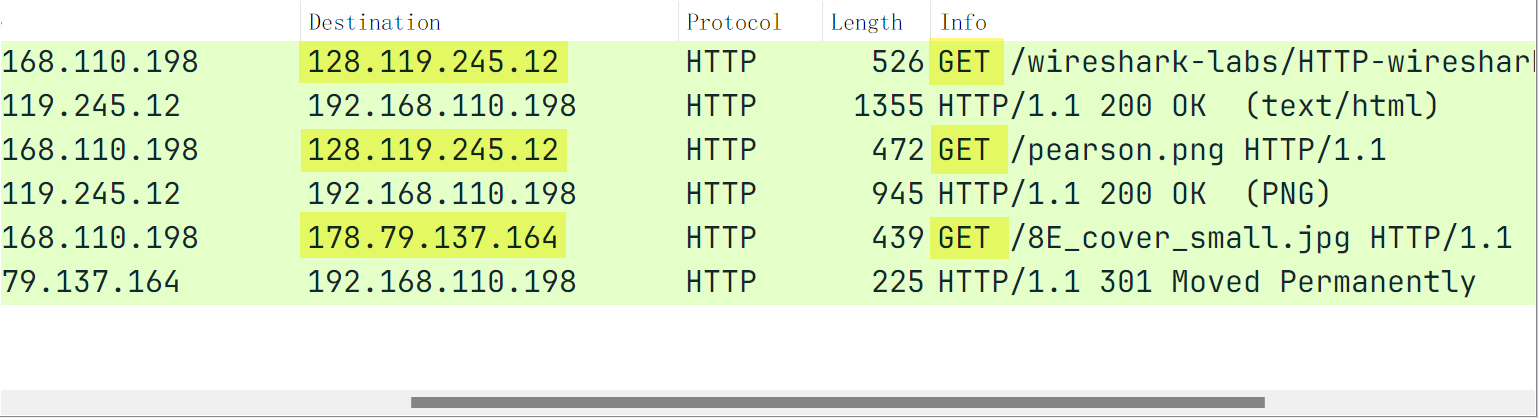 Destination Protocol Length Info
168.110.198 128.119.245.12 HTTP 526 GET /wireshark-labs/HTTP-wireshark
119.245.12 192.168.110.198 HTTP 1355 HTTP/1.1 200 OK (text/html)
168.110.198 128.119.245.12 HTTP 472 GET /pearson.png HTTP/1.1
119.245.12 192.168.110.198 HTTP 945 HTTP/1.1 200 OK (PNG)
168.110.198 178.79.137.164 HTTP 439 GET /8E_cover_small.jpg HTTP/1.1
79.137.164 192.168.110.198 HTTP 225 HTTP/1.1 301 Moved Permanently